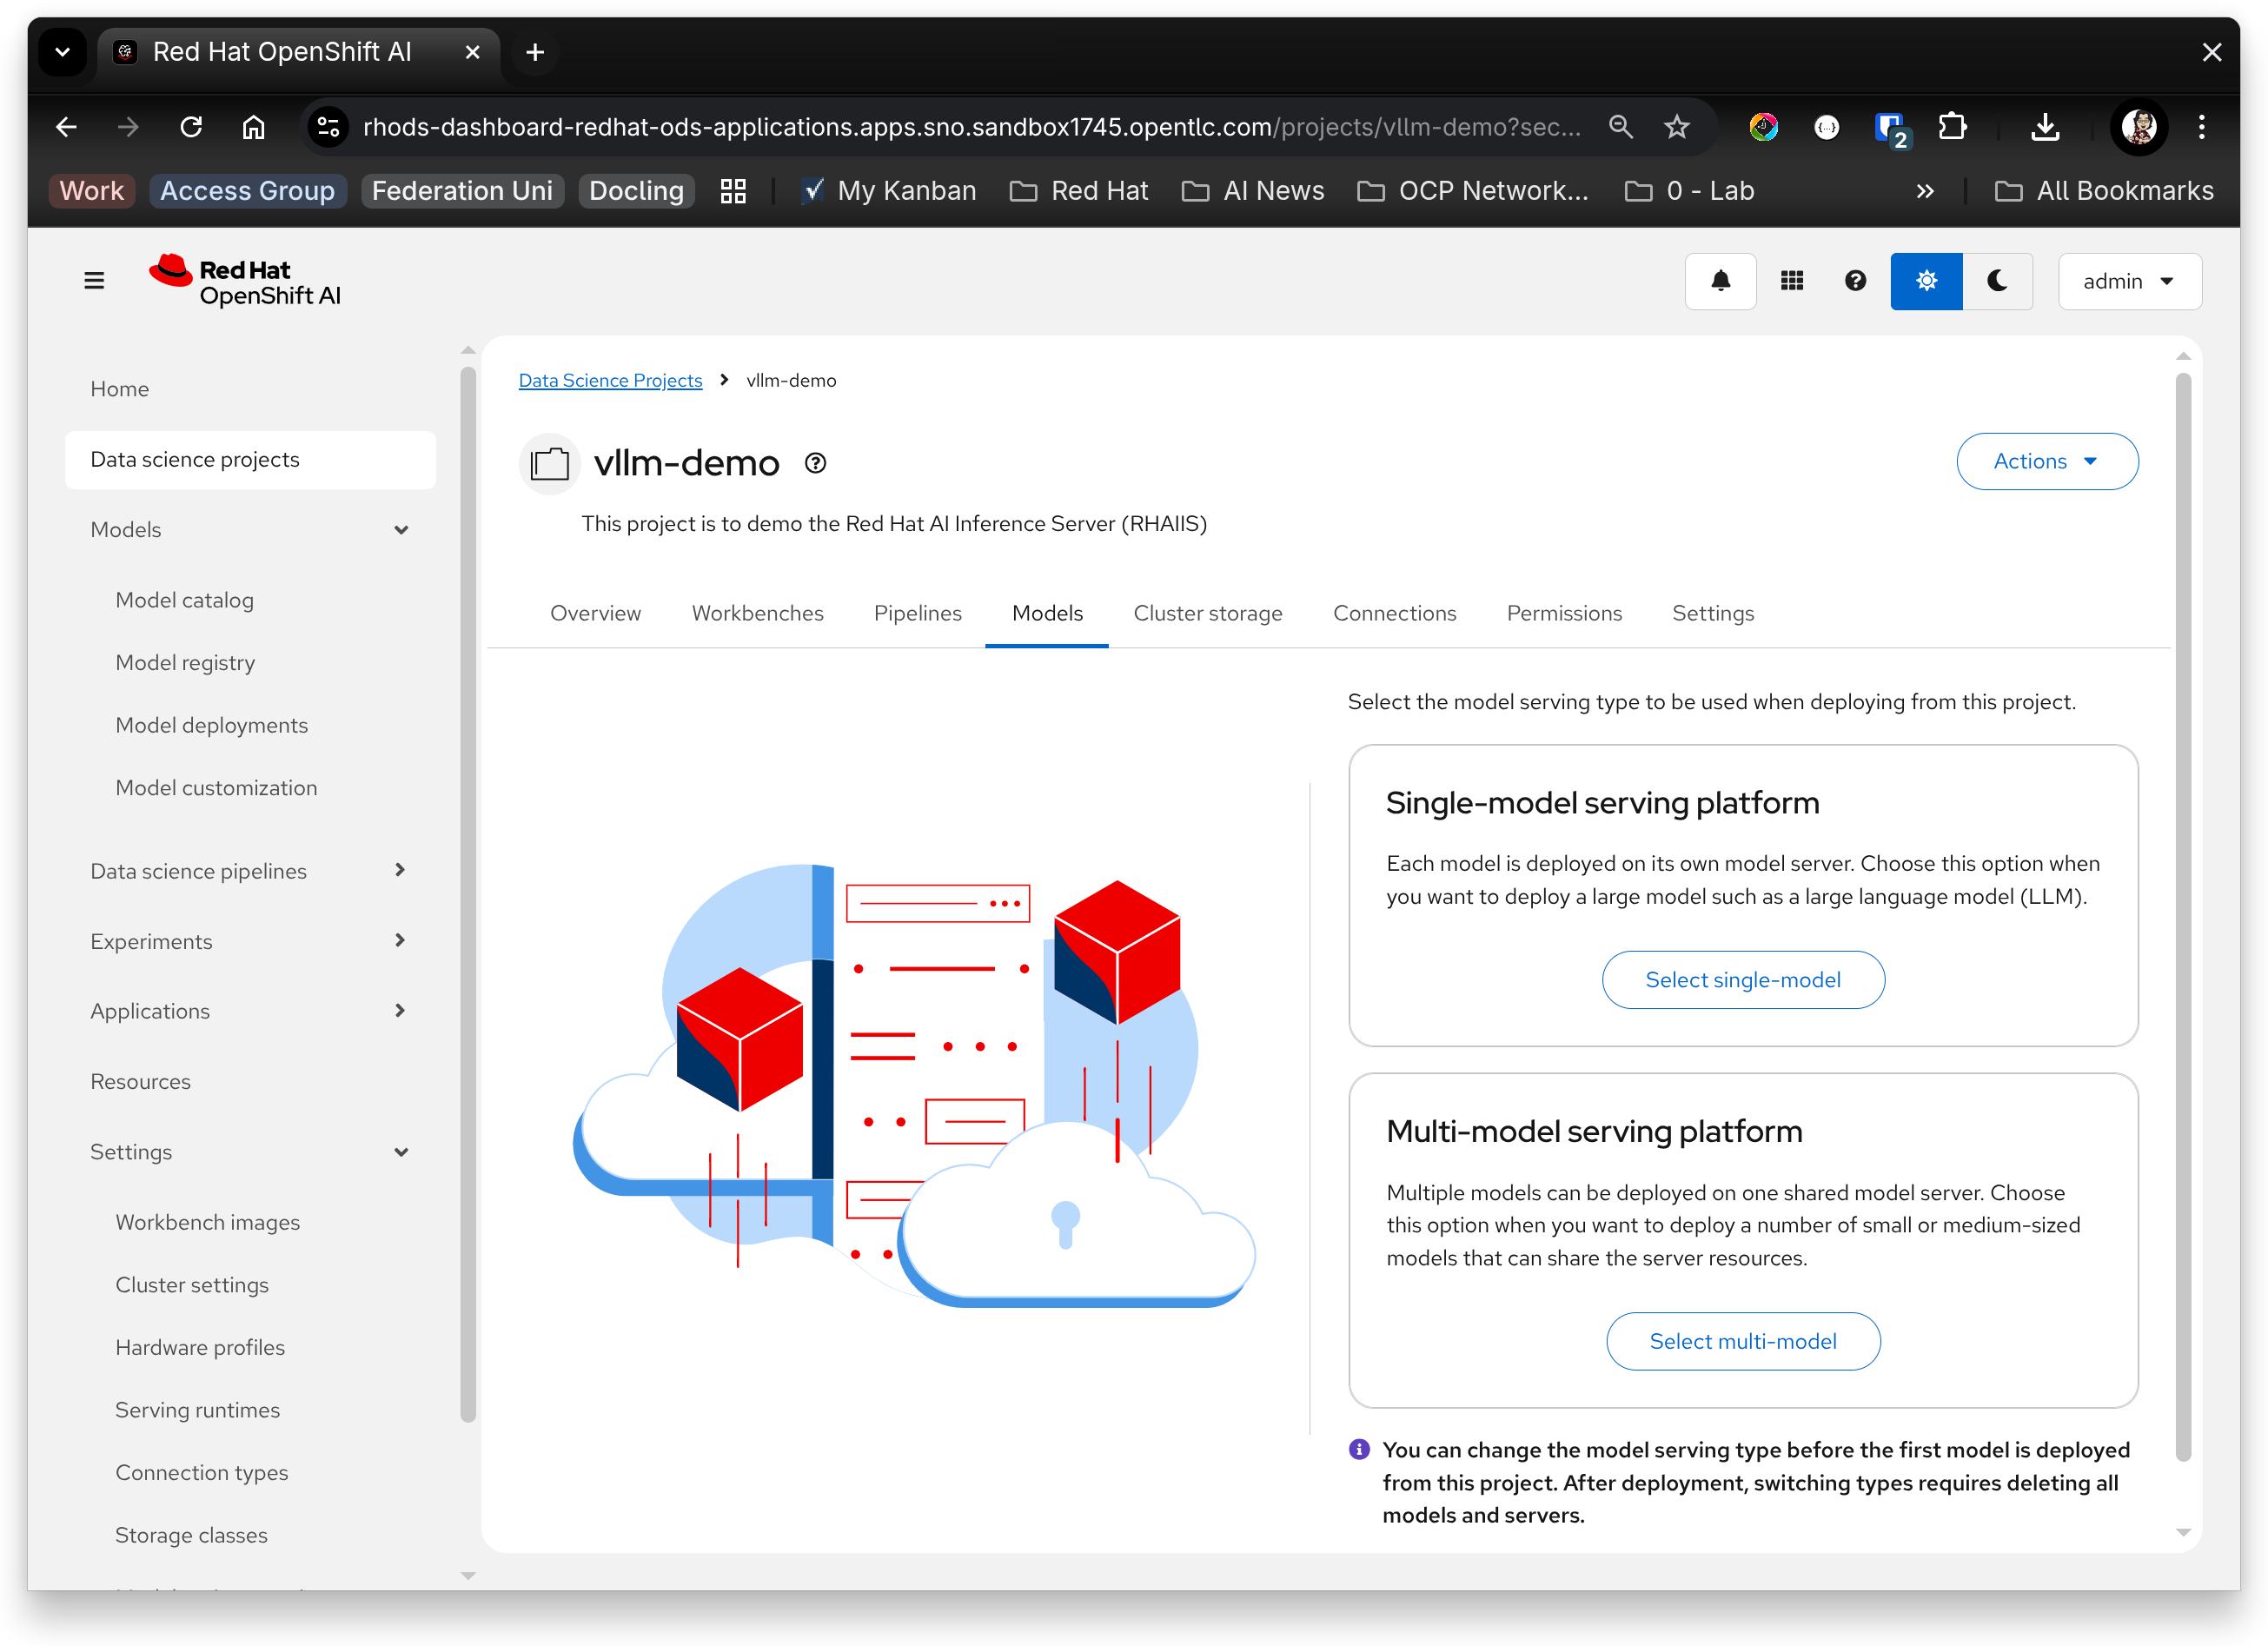 Red Hat OpenShift AI
rhods-dashboard-redhat-ods-applications.apps.sno.sandbox1745.opentlc.com/projects/vllm-demo?sec...
2
Work
Access Group
Federation Uni
Docling
My Kanban
Red Hat
AI News
OCP Network...
0 - Lab
All Bookmarks
Red Hat
OpenShift AI
admin
Home
Data science projects
Models
Model catalog
Model registry
Model deployments
Model customization
Data science pipelines
Experiments
Applications
Resources
Settings
Workbench images
Cluster settings
Hardware profiles
Serving runtimes
Connection types
Storage classes
Data Science Projects
vllm-demo
vllm-demo
Actions
This project is to demo the Red Hat AI Inference Server (RHAIIS)
Overview
Workbenches
Pipelines
Models
Cluster storage
Connections
Permissions
Settings
Select the model serving type to be used when deploying from this project.
Single-model serving platform
Each model is deployed on its own model server. Choose this option when
you want to deploy a large model such as a large language model (LLM).
Select single-model
Multi-model serving platform
Multiple models can be deployed on one shared model server. Choose
this option when you want to deploy a number of small or medium-sized
models that can share the server resources.
Select multi-model
You can change the model serving type before the first model is deployed
from this project. After deployment, switching types requires deleting all
models and servers.